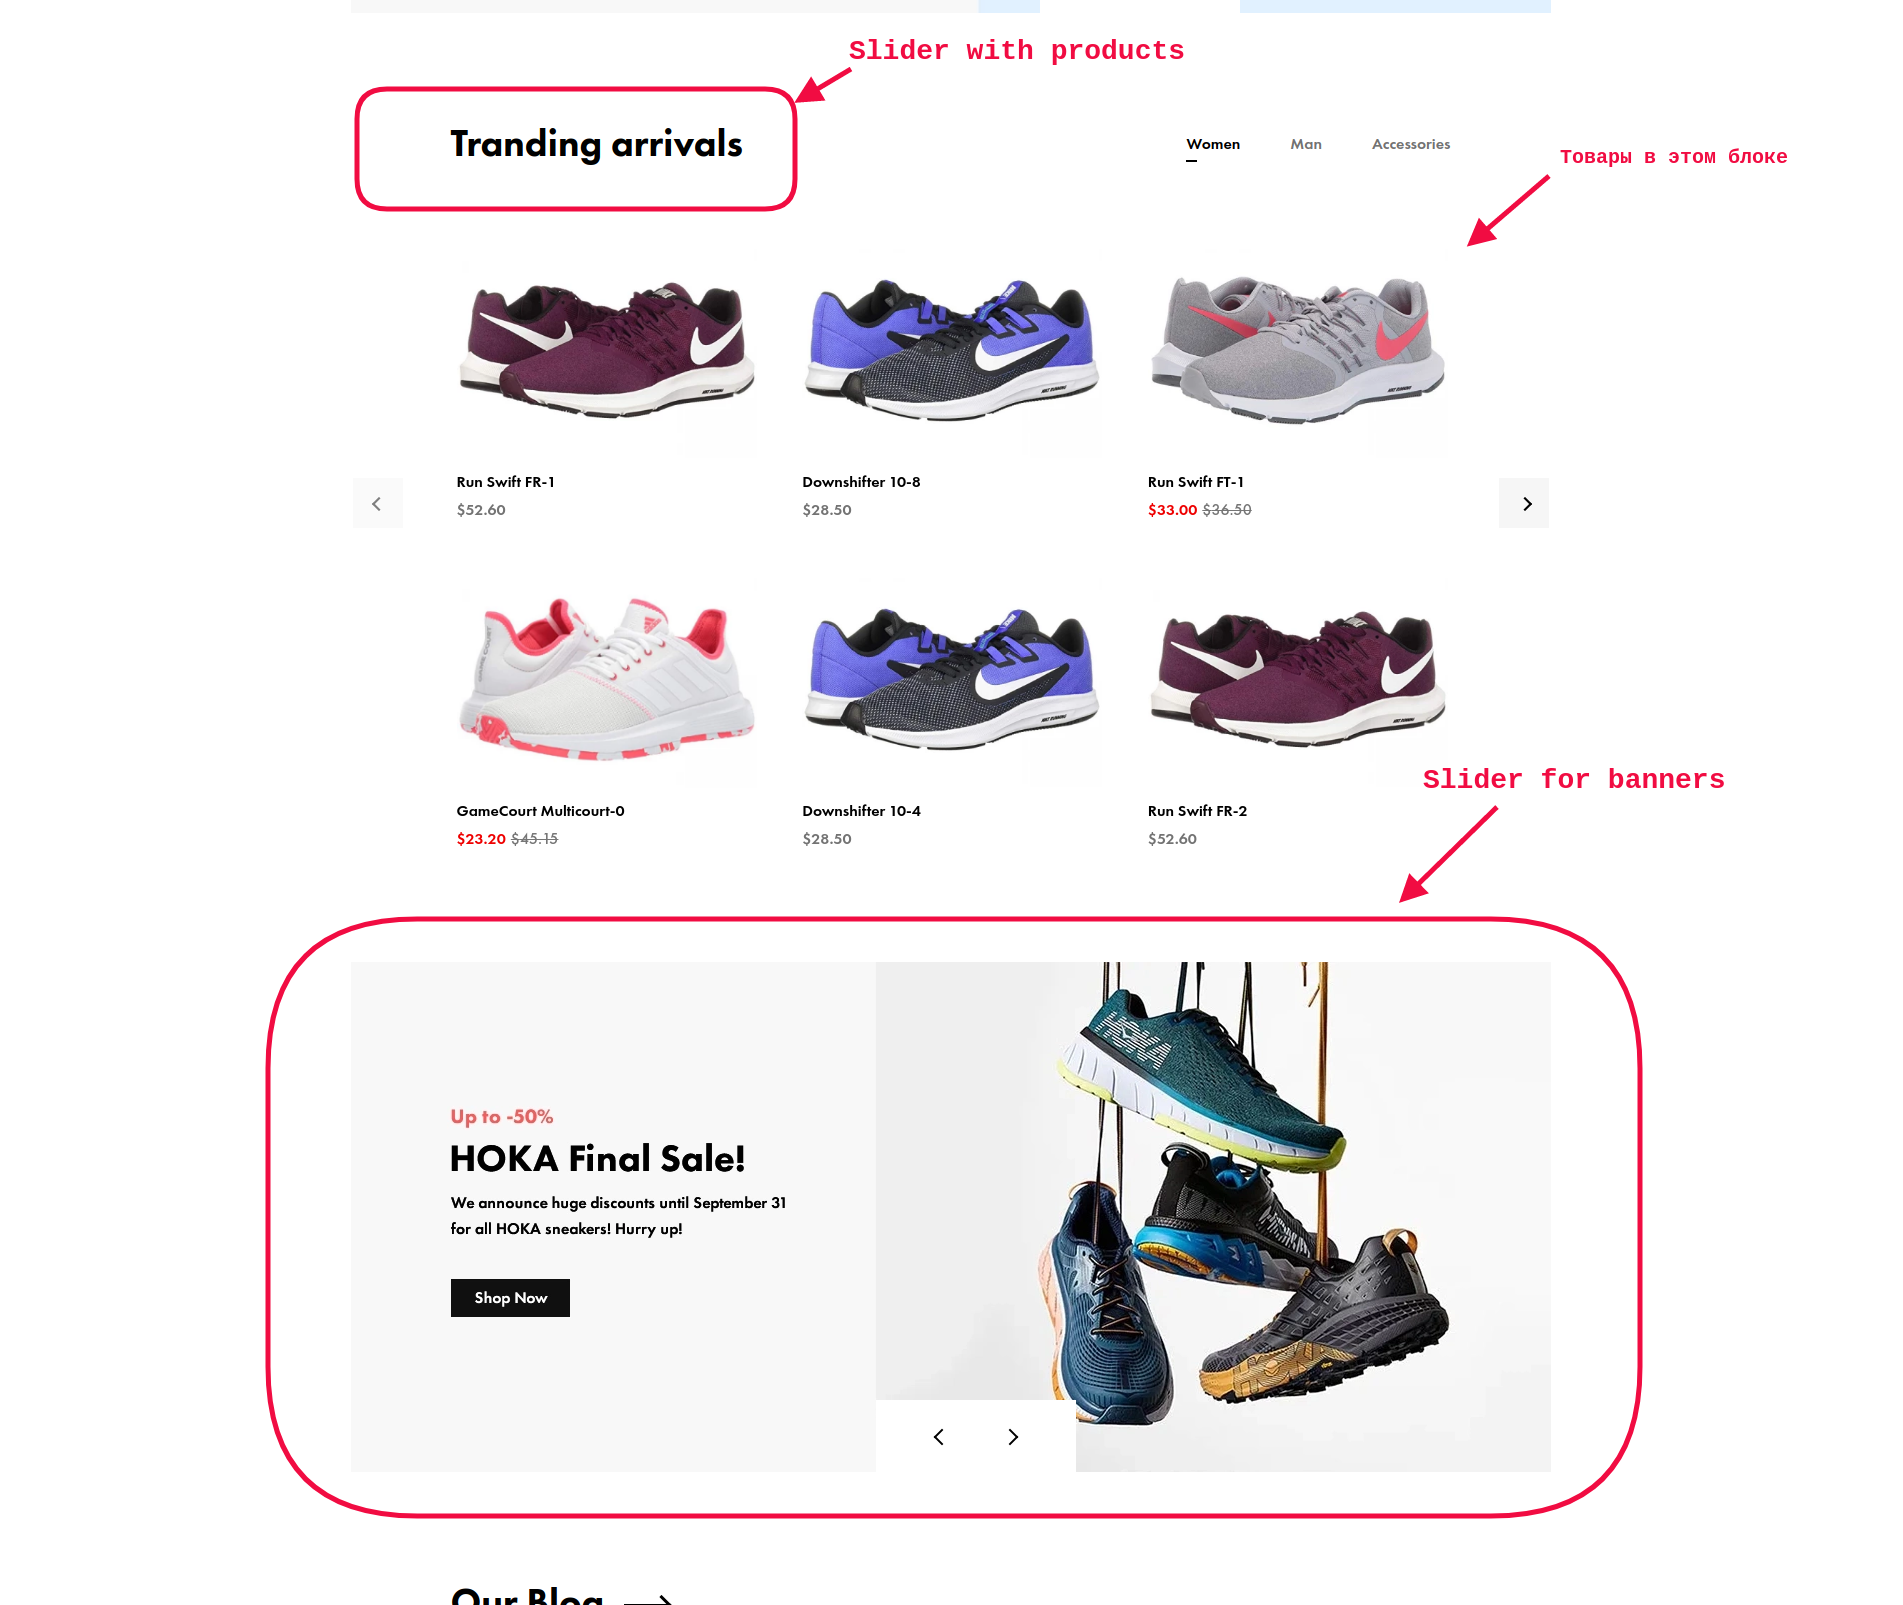 Slider with products
Tranding arrivals
Women Man Accessories
Товары в этом блоке
Run Swift FR-1
$52.60
Downshifter 10-8
$28.50
Run Swift FT-1
$33.00 $36.50
GameCourt Multicourt-0
$23.20 $45.15
Downshifter 10-4
$28.50
Run Swift FR-2
$52.60
Slider for banners
Up to -50%
HOKA Final Sale!
We announce huge discounts until September 31
for all HOKA sneakers! Hurry up!
Shop Now
HOKA
Our Blog